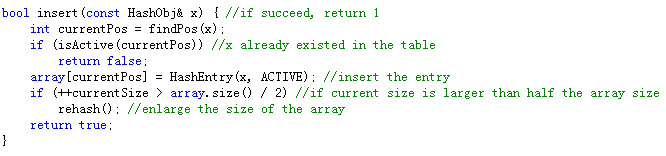 bool insert(const HashObj& x) { //if succeed, return 1
    int currentPos = findPos(x);
    if (isActive(currentPos)) //x already existed in the table
        return false;
    array[currentPos] = HashEntry(x, ACTIVE); //insert the entry
    if (++currentSize > array.size() / 2) //if current size is larger than half the array size
        rehash(); //enlarge the size of the array
    return true;
}